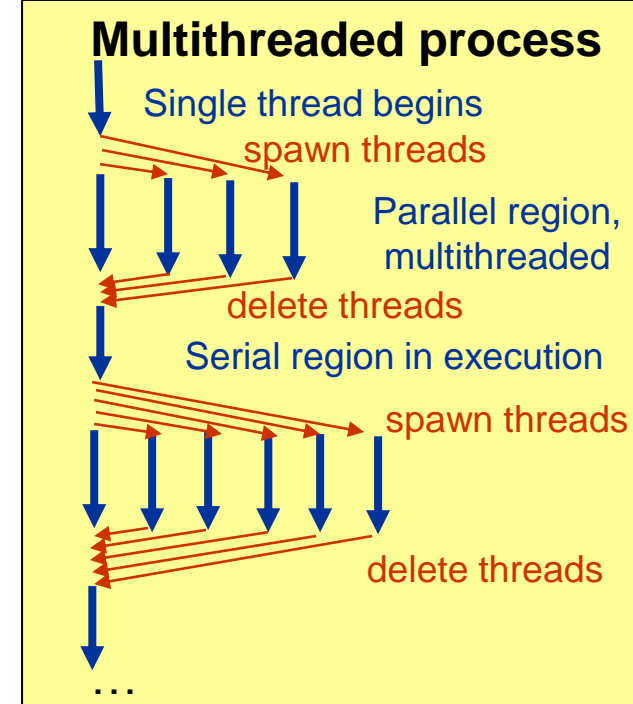 Multithreaded process
Single thread begins
spawn threads
Parallel region,
multithreaded
delete threads
Serial region in execution
spawn threads
delete threads
...